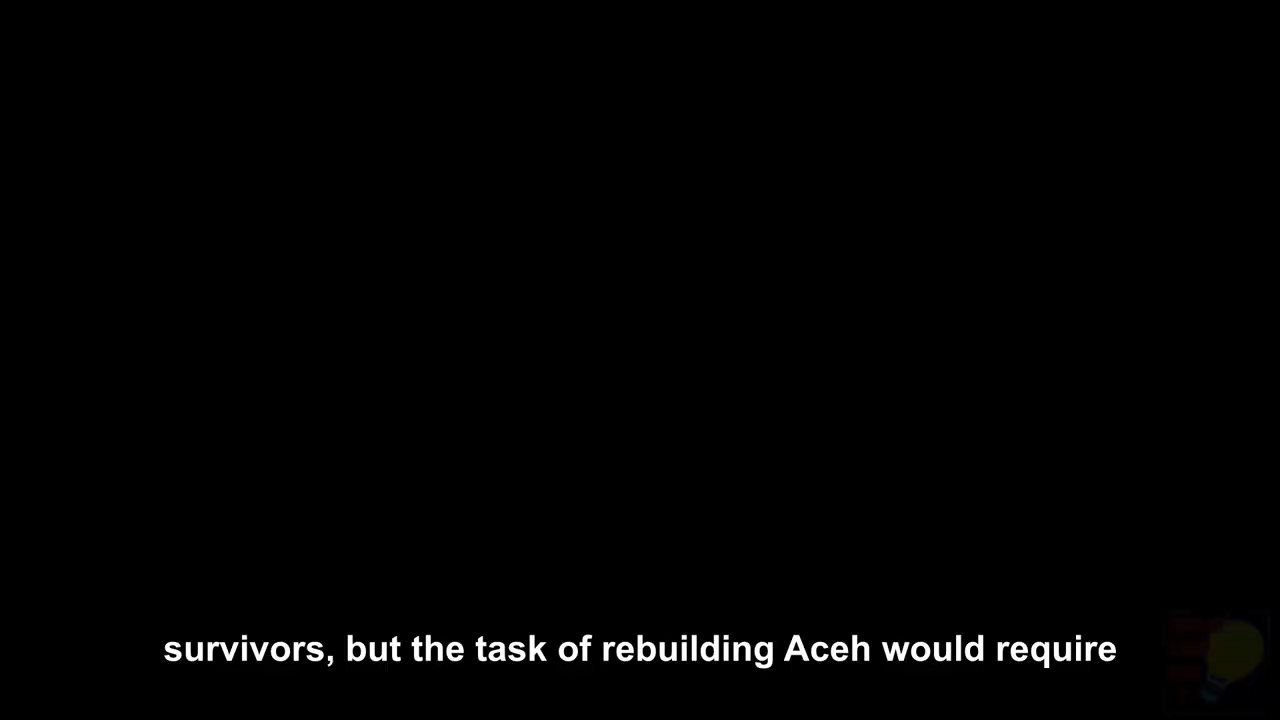 survivors, but the task of rebuilding Aceh would require